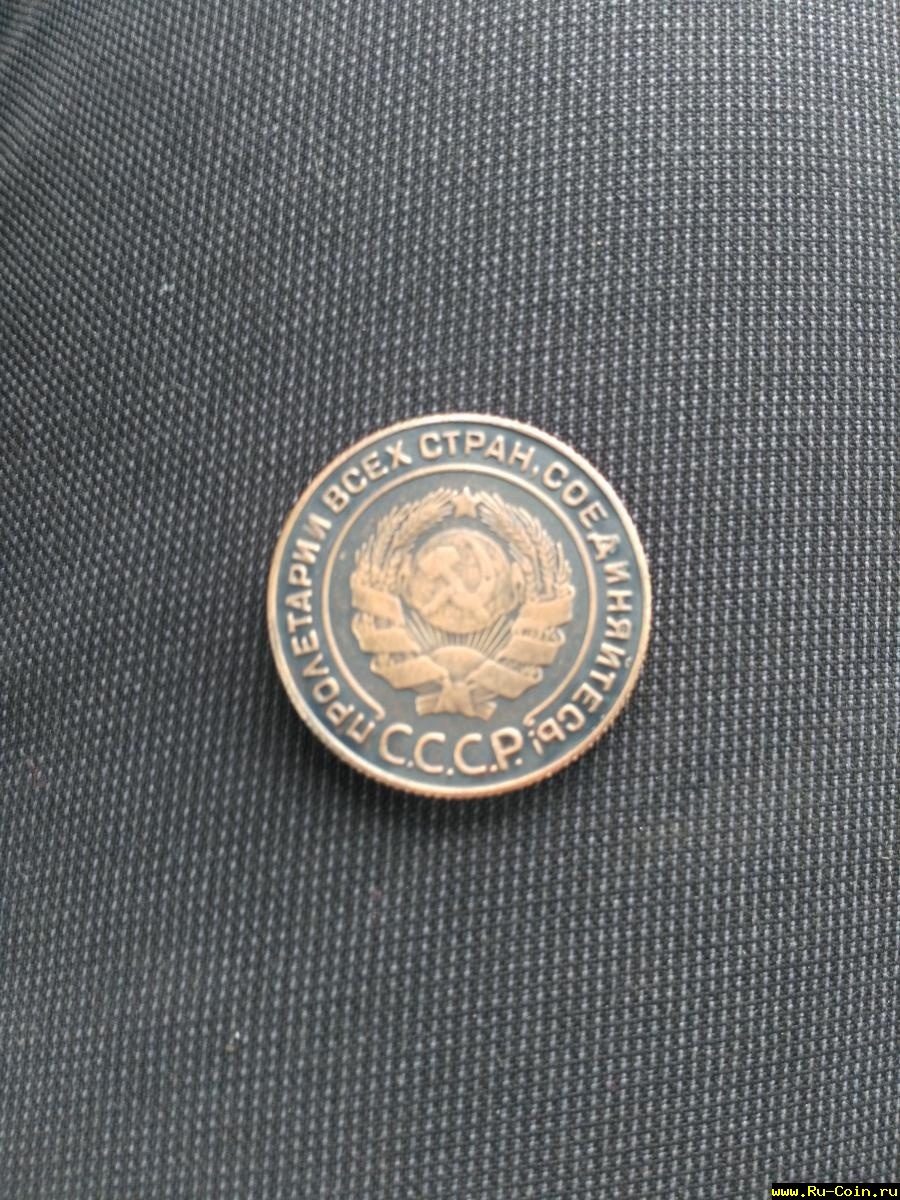 ПРОЛЕТАРИИ ВСЕХ СТРАН, СОЕДИНЯЙТЕСЬ!
С.С.С.Р.
www.Ru-Coin.ru